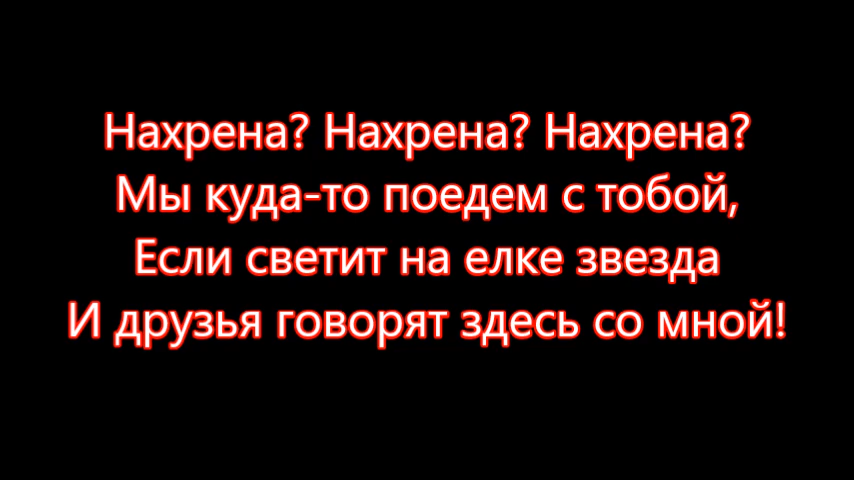 Нахрена? Нахрена? Нахрена?
Мы куда-то поедем с тобой,
Если светит на елке звезда
И друзья говорят здесь со мной!